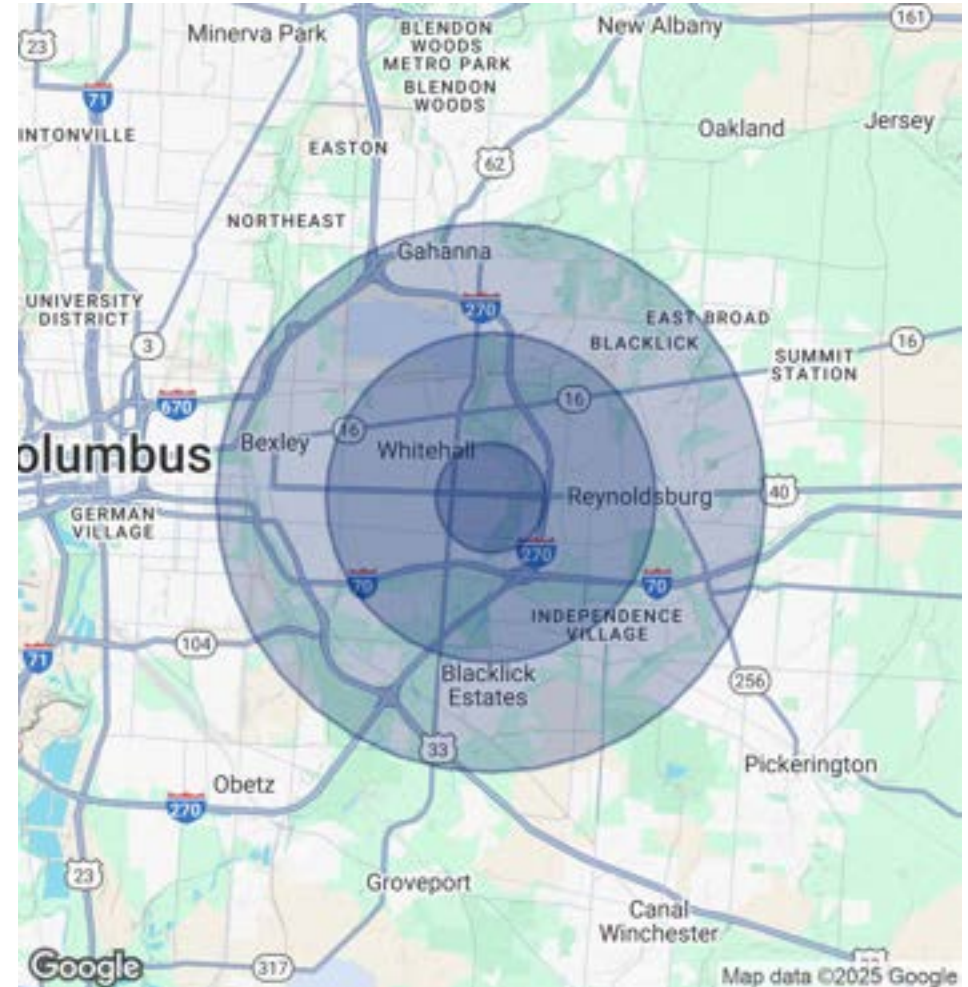 161
23
Minerva Park
BLENDON
WOODS
METRO PARK
BLENDON
WOODS
New Albany
71
INTONVILLE
Oakland
Jersey
EASTON
62
NORTHEAST
Gahanna
UNIVERSITY
DISTRICT
270
EAST BROAD
3
BLACKLICK
16
SUMMIT
STATION
670
16
16
Bexley
Whitehall
olumbus
Reynoldsburg
40
GERMAN
VILLAGE
270
70
70
INDEPENDENCE
VILLAGE
104
71
Blacklick
Estates
256
33
Pickerington
Obetz
270
23
Groveport
Canal
Winchester
Google
317
Map data ©2025 Google